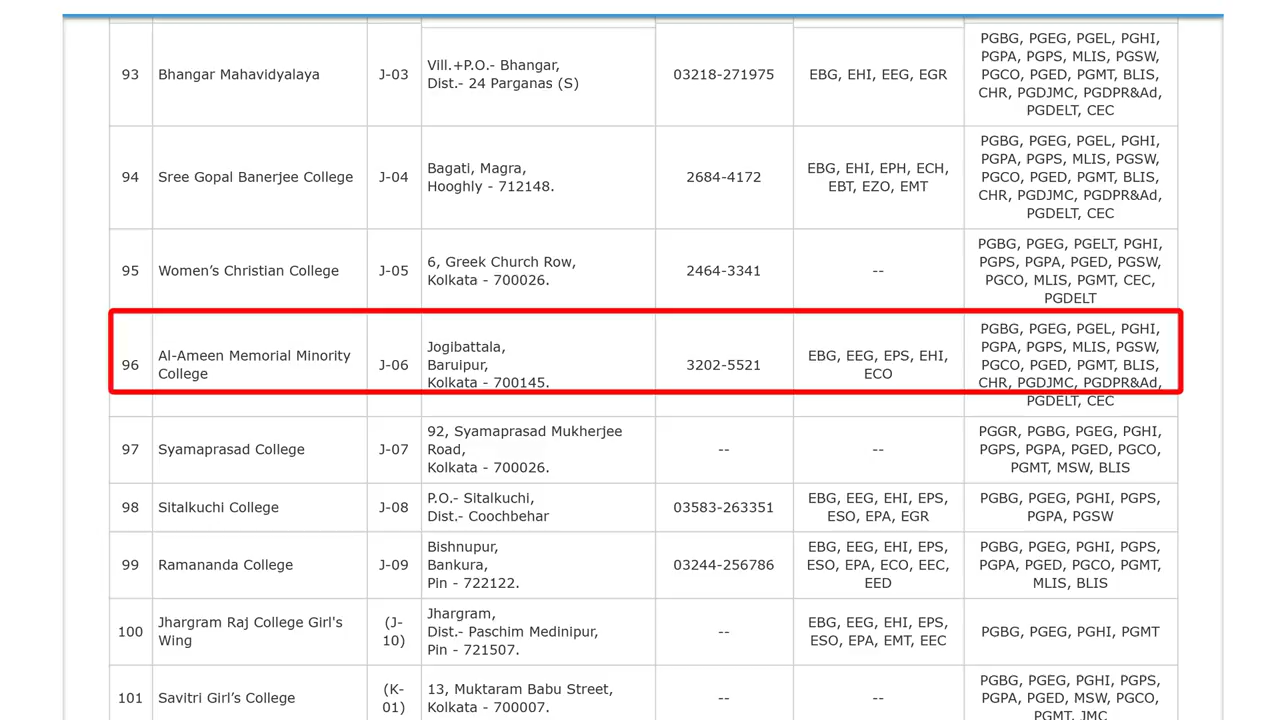 93 Bhangar Mahavidyalaya J-03 Vill.+P.O.- Bhangar, Dist.- 24 Parganas (S) 03218-271975 EBG, EHI, EEG, EGR PGBG, PGEG, PGEL, PGHI,
PGPA, PGPS, MLIS, PGSW,
PGCO, PGED, PGMT, BLIS,
CHR, PGDJMC, PGDPR&Ad,
PGDELT, CEC
94 Sree Gopal Banerjee College J-04 Bagati, Magra,
Hooghly - 712148.
2684-4172
EBG, EHI, EPH, ECH,
EBT, EZO, EMT
PGBG, PGEG, PGEL, PGHI,
PGPA, PGPS, MLIS, PGSW,
PGCO, PGED, PGMT, BLIS,
CHR, PGDJMC, PGDPR&Ad,
PGDELT, CEC
95 Women’s Christian College J-05 6, Greek Church Row,
Kolkata - 700026.
2464-3341
--
PGBG, PGEG, PGELT, PGHI,
PGPS, PGPA, PGED, PGSW,
PGCO, MLIS, PGMT, CEC,
PGDELT
96 Al-Ameen Memorial Minority
College
J-06
Jogibattala,
Baruipur,
Kolkata - 700145.
3202-5521
EBG, EEG, EPS, EHI,
ECO
PGBG, PGEG, PGEL, PGHI,
PGPA, PGPS, MLIS, PGSW,
PGCO, PGED, PGMT, BLIS,
CHR, PGDJMC, PGDPR&Ad,
PGDELT, CEC
97 Syamaprasad College J-07 92, Syamaprasad Mukherjee
Road,
Kolkata - 700026.
--
--
PGGR, PGBG, PGEG, PGHI,
PGPS, PGPA, PGED, PGCO,
PGMT, MSW, BLIS
98 Sitalkuchi College J-08 P.O.- Sitalkuchi,
Dist.- Coochbehar
03583-263351
EBG, EEG, EHI, EPS,
ESO, EPA, EGR
PGBG, PGEG, PGHI, PGPS,
PGPA, PGSW
99 Ramananda College J-09 Bishnupur,
Bankura,
Pin - 722122.
03244-256786
EBG, EEG, EHI, EPS,
ESO, EPA, ECO, EEC,
EED
PGBG, PGEG, PGHI, PGPS,
PGPA, PGED, PGCO, PGMT,
MLIS, BLIS
100 Jhargram Raj College Girl's
Wing
(J-
10)
Jhargram,
Dist.- Paschim Medinipur,
Pin - 721507.
--
EBG, EEG, EHI, EPS,
ESO, EPA, EMT, EEC
PGBG, PGEG, PGHI, PGMT
101 Savitri Girl’s College (K-
01)
13, Muktaram Babu Street,
Kolkata - 700007.
--
--
PGBG, PGEG, PGHI, PGPS,
PGPA, PGED, MSW, PGCO,
PGMT, JMC